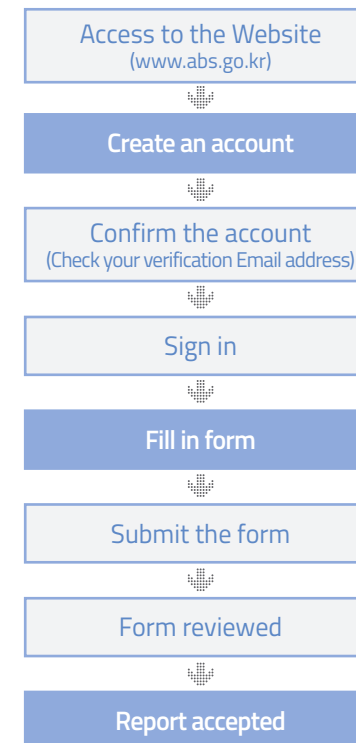 Access to the Website
(www.abs.go.kr)
Create an account
Confirm the account
(Check your verification Email address)
Sign in
Fill in form
Submit the form
Form reviewed
Report accepted